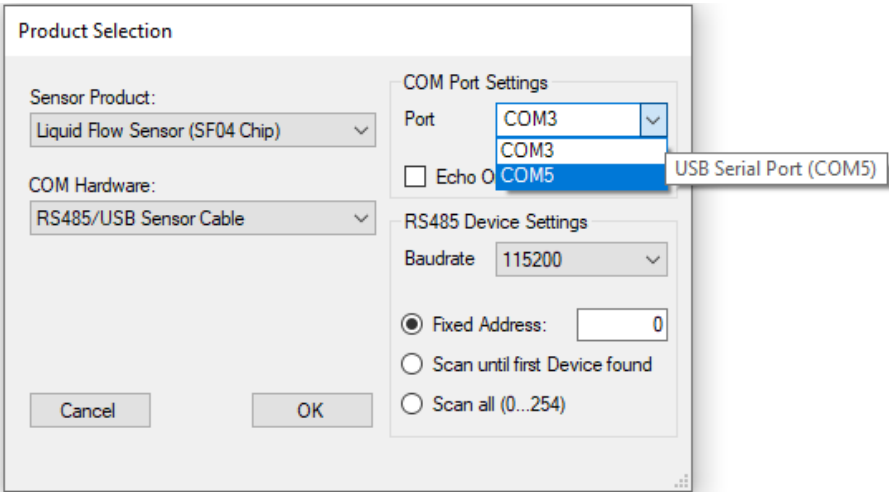 Product Selection
Sensor Product:
Liquid Flow Sensor (SF04 Chip)
COM Hardware:
RS485/USB Sensor Cable
Cancel
OK
COM Port Settings
Port
COM3
COM3
COM5
USB Serial Port (COM5)
Echo O
RS485 Device Settings
Baudrate
115200
Fixed Address:
0
Scan until first Device found
Scan all (0...254)